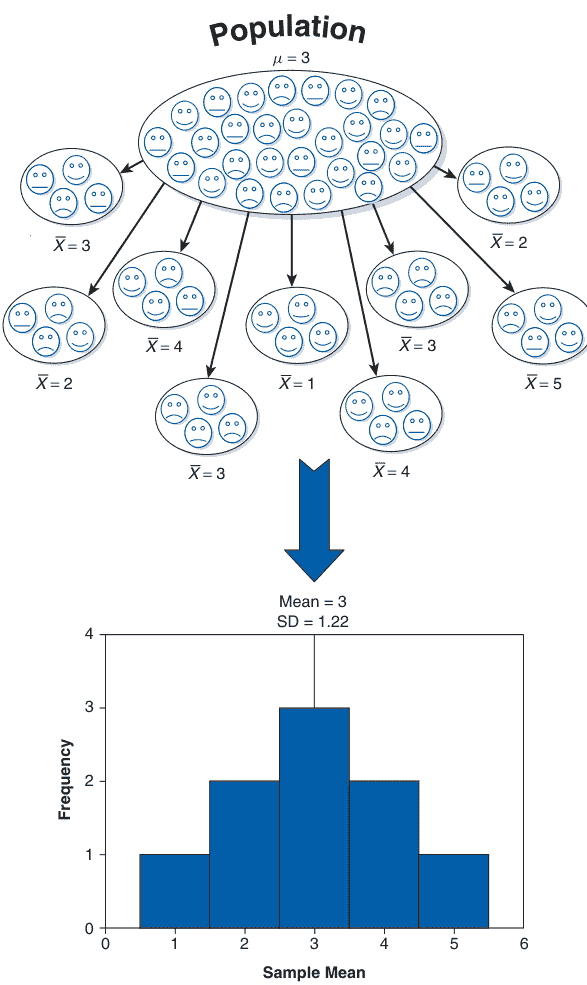 Population
μ = 3
X̄ = 3
X̄ = 2
X̄ = 4
X̄ = 3
X̄ = 2
X̄ = 1
X̄ = 5
X̄ = 3
X̄ = 4
Mean = 3
SD = 1.22
4
3
2
1
0
Frequency
0 1 2 3 4 5 6
Sample Mean